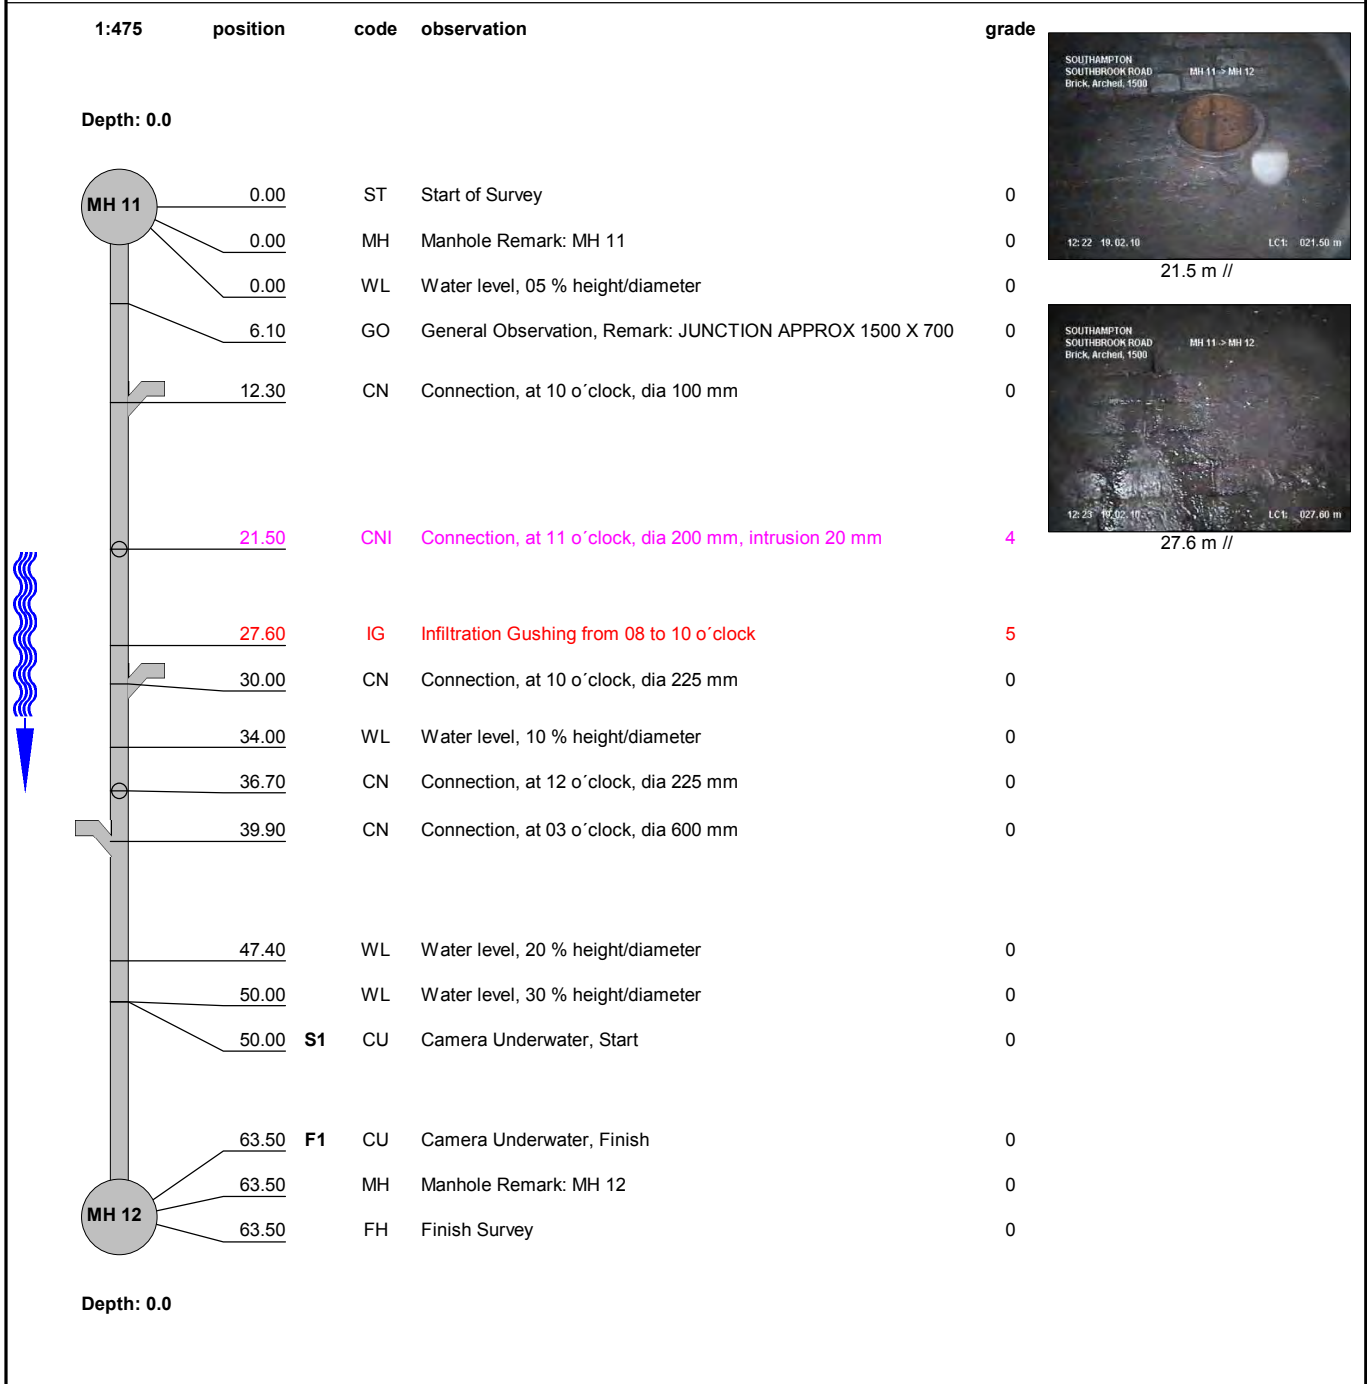 1:475 position code observation grade
Depth: 0.0
MH 11
0.00 ST Start of Survey 0
0.00 MH Manhole Remark: MH 11 0
0.00 WL Water level, 05 % height/diameter 0
6.10 GO General Observation, Remark: JUNCTION APPROX 1500 X 700 0
12.30 CN Connection, at 10 o´clock, dia 100 mm 0
21.50 CNI Connection, at 11 o´clock, dia 200 mm, intrusion 20 mm 4
27.60 IG Infiltration Gushing from 08 to 10 o´clock 5
30.00 CN Connection, at 10 o´clock, dia 225 mm 0
34.00 WL Water level, 10 % height/diameter 0
36.70 CN Connection, at 12 o´clock, dia 225 mm 0
39.90 CN Connection, at 03 o´clock, dia 600 mm 0
47.40 WL Water level, 20 % height/diameter 0
50.00 WL Water level, 30 % height/diameter 0
50.00 S1 CU Camera Underwater, Start 0
63.50 F1 CU Camera Underwater, Finish 0
63.50 MH Manhole Remark: MH 12 0
MH 12
63.50 FH Finish Survey 0
Depth: 0.0
SOUTHAMPTON
SOUTHBROOK ROAD MH 11 -> MH 12
Brick, Arched, 1500
12:22 19.02.10 LC1: 021.50 m
21.5 m //
SOUTHAMPTON
SOUTHBROOK ROAD MH 11 -> MH 12
Brick, Arched, 1500
12:23 19.02.10 LC1: 027.60 m
27.6 m //